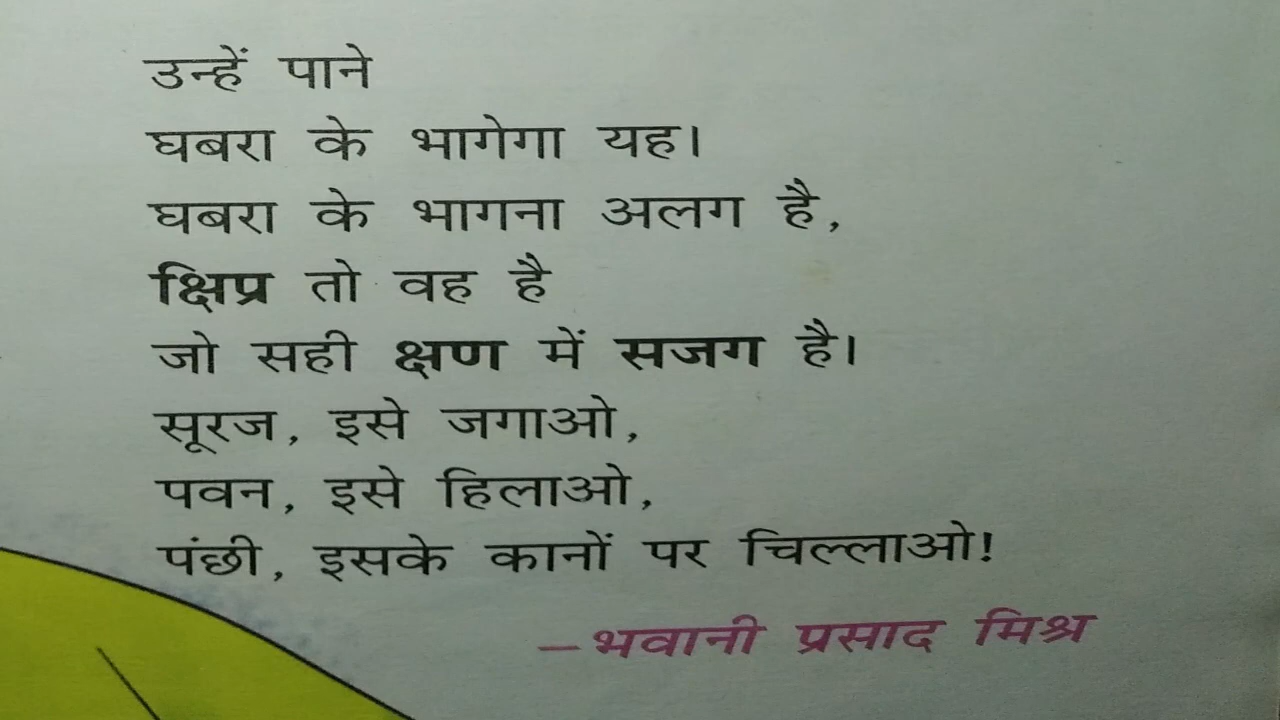 उन्हें पाने
घबरा के भागेगा यह।
घबरा के भागना अलग है,
क्षिप्र तो वह है
जो सही क्षण में सजग है।
सूरज, इसे जगाओ,
पवन, इसे हिलाओ,
पंछी, इसके कानों पर चिल्लाओ!
–भवानी प्रसाद मिश्र